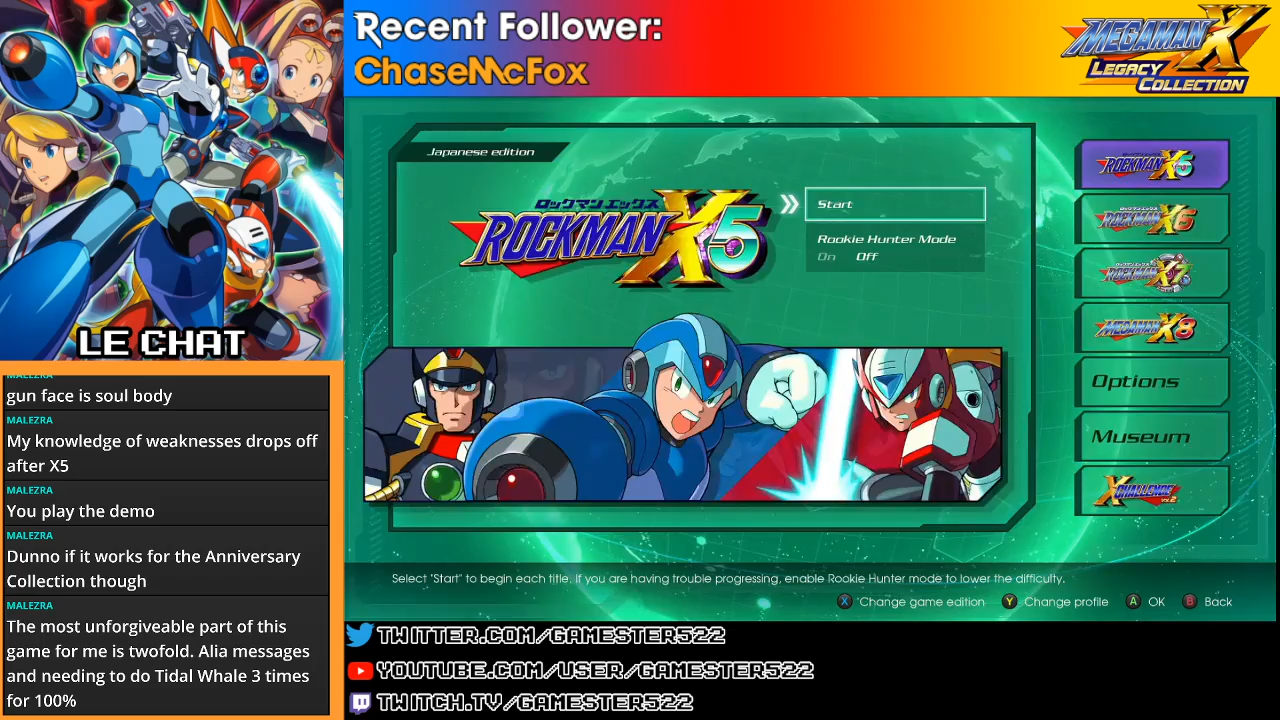 Recent Follower:
ChaseMcFox
MEGAMAN X
LEGACY
COLLECTION
Japanese edition
ロックマン エックス
ROCKMAN X5
Start
Rookie Hunter Mode
On Off
ROCKMAN X5
ROCKMAN X6
ROCKMAN X7
MEGAMAN X8
Options
Museum
X CHALLENGE
LE CHAT
MALEZRA
gun face is soul body
MALEZRA
My knowledge of weaknesses drops off
after X5
MALEZRA
You play the demo
MALEZRA
Dunno if it works for the Anniversary
Collection though
MALEZRA
The most unforgiveable part of this
game for me is twofold. Alia messages
and needing to do Tidal Whale 3 times
for 100%
Select "Start" to begin each title. If you are having trouble progressing, enable Rookie Hunter mode to lower the difficulty.
X Change game edition Y Change profile A OK B Back
TWITTER.COM/GAMESTER522
YOUTUBE.COM/USER/GAMESTER522
TWITCH.TV/GAMESTER522